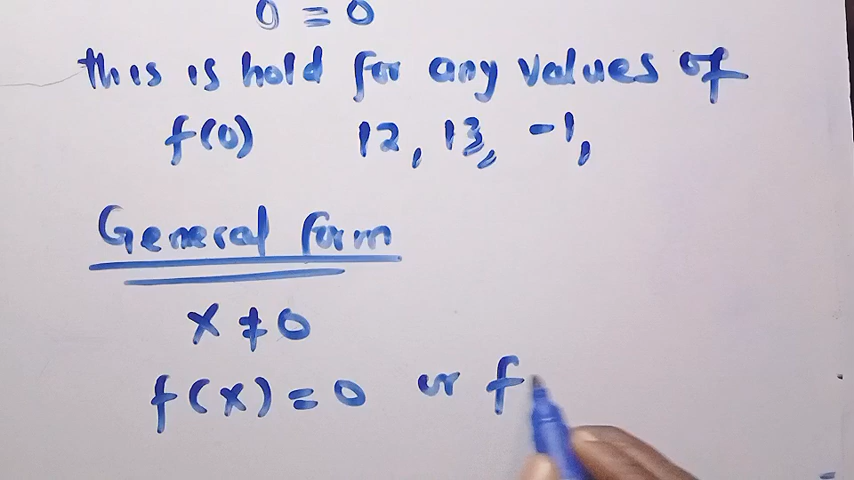 0 = 0
this is hold for any values of
f(0) 12, 13, -1,
General form
x ≠ 0
f(x) = 0 or f